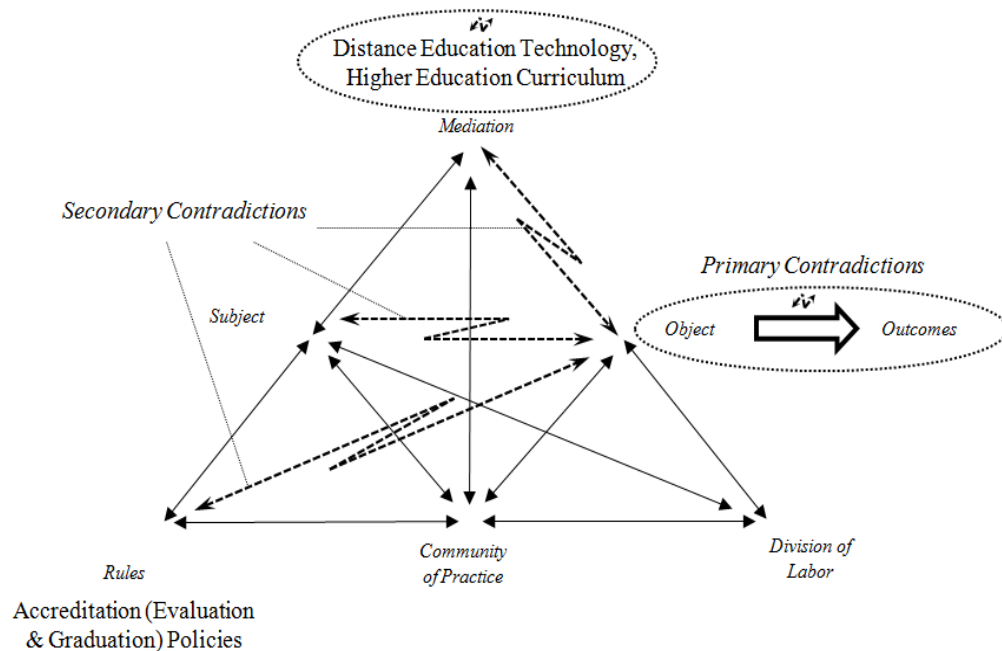 Distance Education Technology,
Higher Education Curriculum
Mediation
Secondary Contradictions
Primary Contradictions
Subject
Object
Outcomes
Rules
Community
of Practice
Division of
Labor
Accreditation (Evaluation
& Graduation) Policies